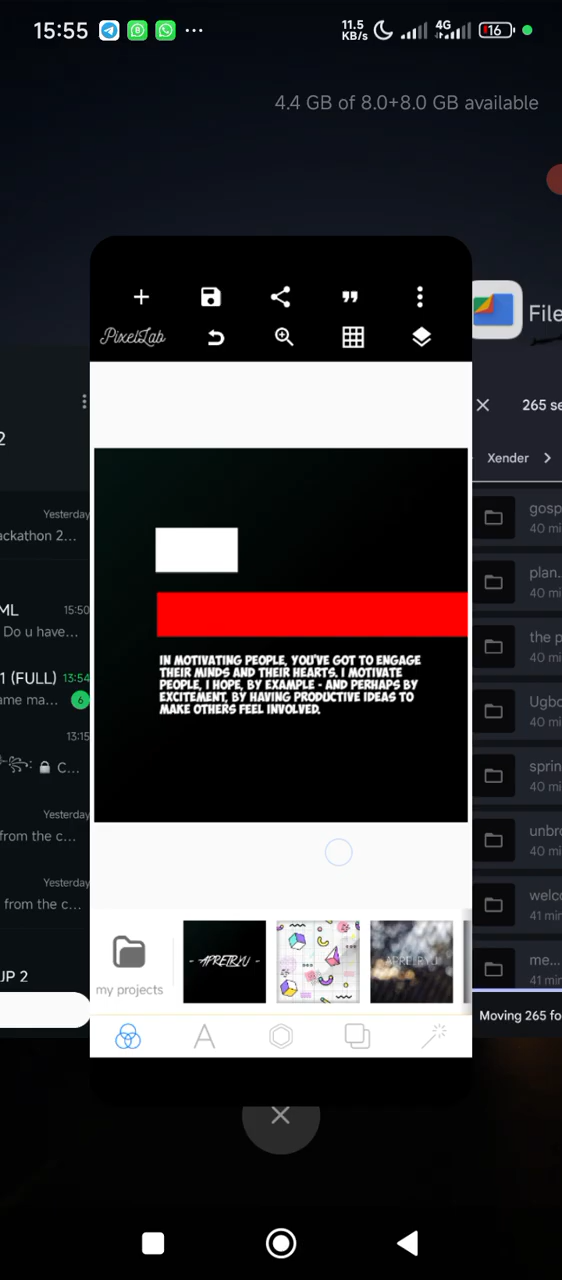 15:55
11.5 KB/s
4G
16
4.4 GB of 8.0+8.0 GB available
PixelLab
File
2
265 se
Xender
Yesterday
ackathon 2...
gosp
40 mi
plan..
40 mi
ML 15:50
Do u have...
the p
40 mi
1 (FULL) 13:54
ame ma... 6
Ugbo
40 mi
13:15
C...
sprin
40 mi
Yesterday
from the c...
unbro
40 mi
Yesterday
from the c...
welco
41 mi
UP 2
me...
41 mi
Moving 265 fo
IN MOTIVATING PEOPLE, YOU'VE GOT TO ENGAGE
THEIR MINDS AND THEIR HEARTS. I MOTIVATE
PEOPLE, I HOPE, BY EXAMPLE - AND PERHAPS BY
EXCITEMENT, BY HAVING PRODUCTIVE IDEAS TO
MAKE OTHERS FEEL INVOLVED.
my projects